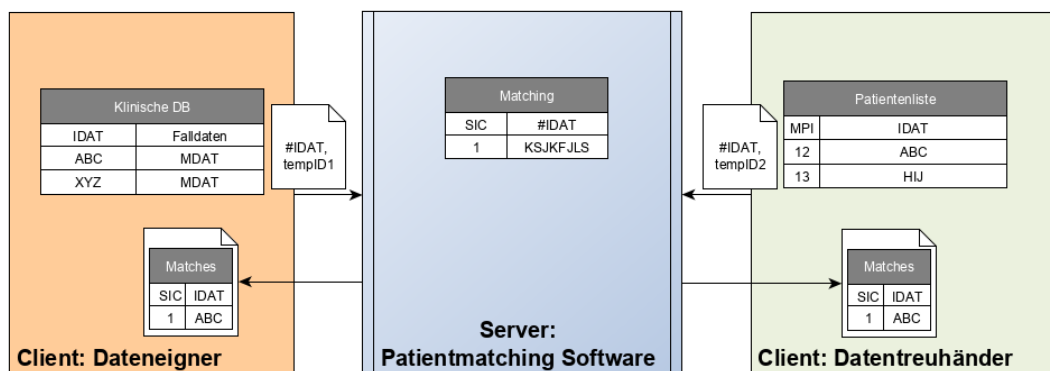 Klinische DB
IDAT Falldaten
ABC MDAT
XYZ MDAT
#IDAT,
tempID1
Matching
SIC #IDAT
1 KSJKFJLS
#IDAT,
tempID2
Patientenliste
MPI IDAT
12 ABC
13 HIJ
Matches
SIC IDAT
1 ABC
Matches
SIC IDAT
1 ABC
Client: Dateneigner
Server:
Patientmatching Software
Client: Datentreuhänder